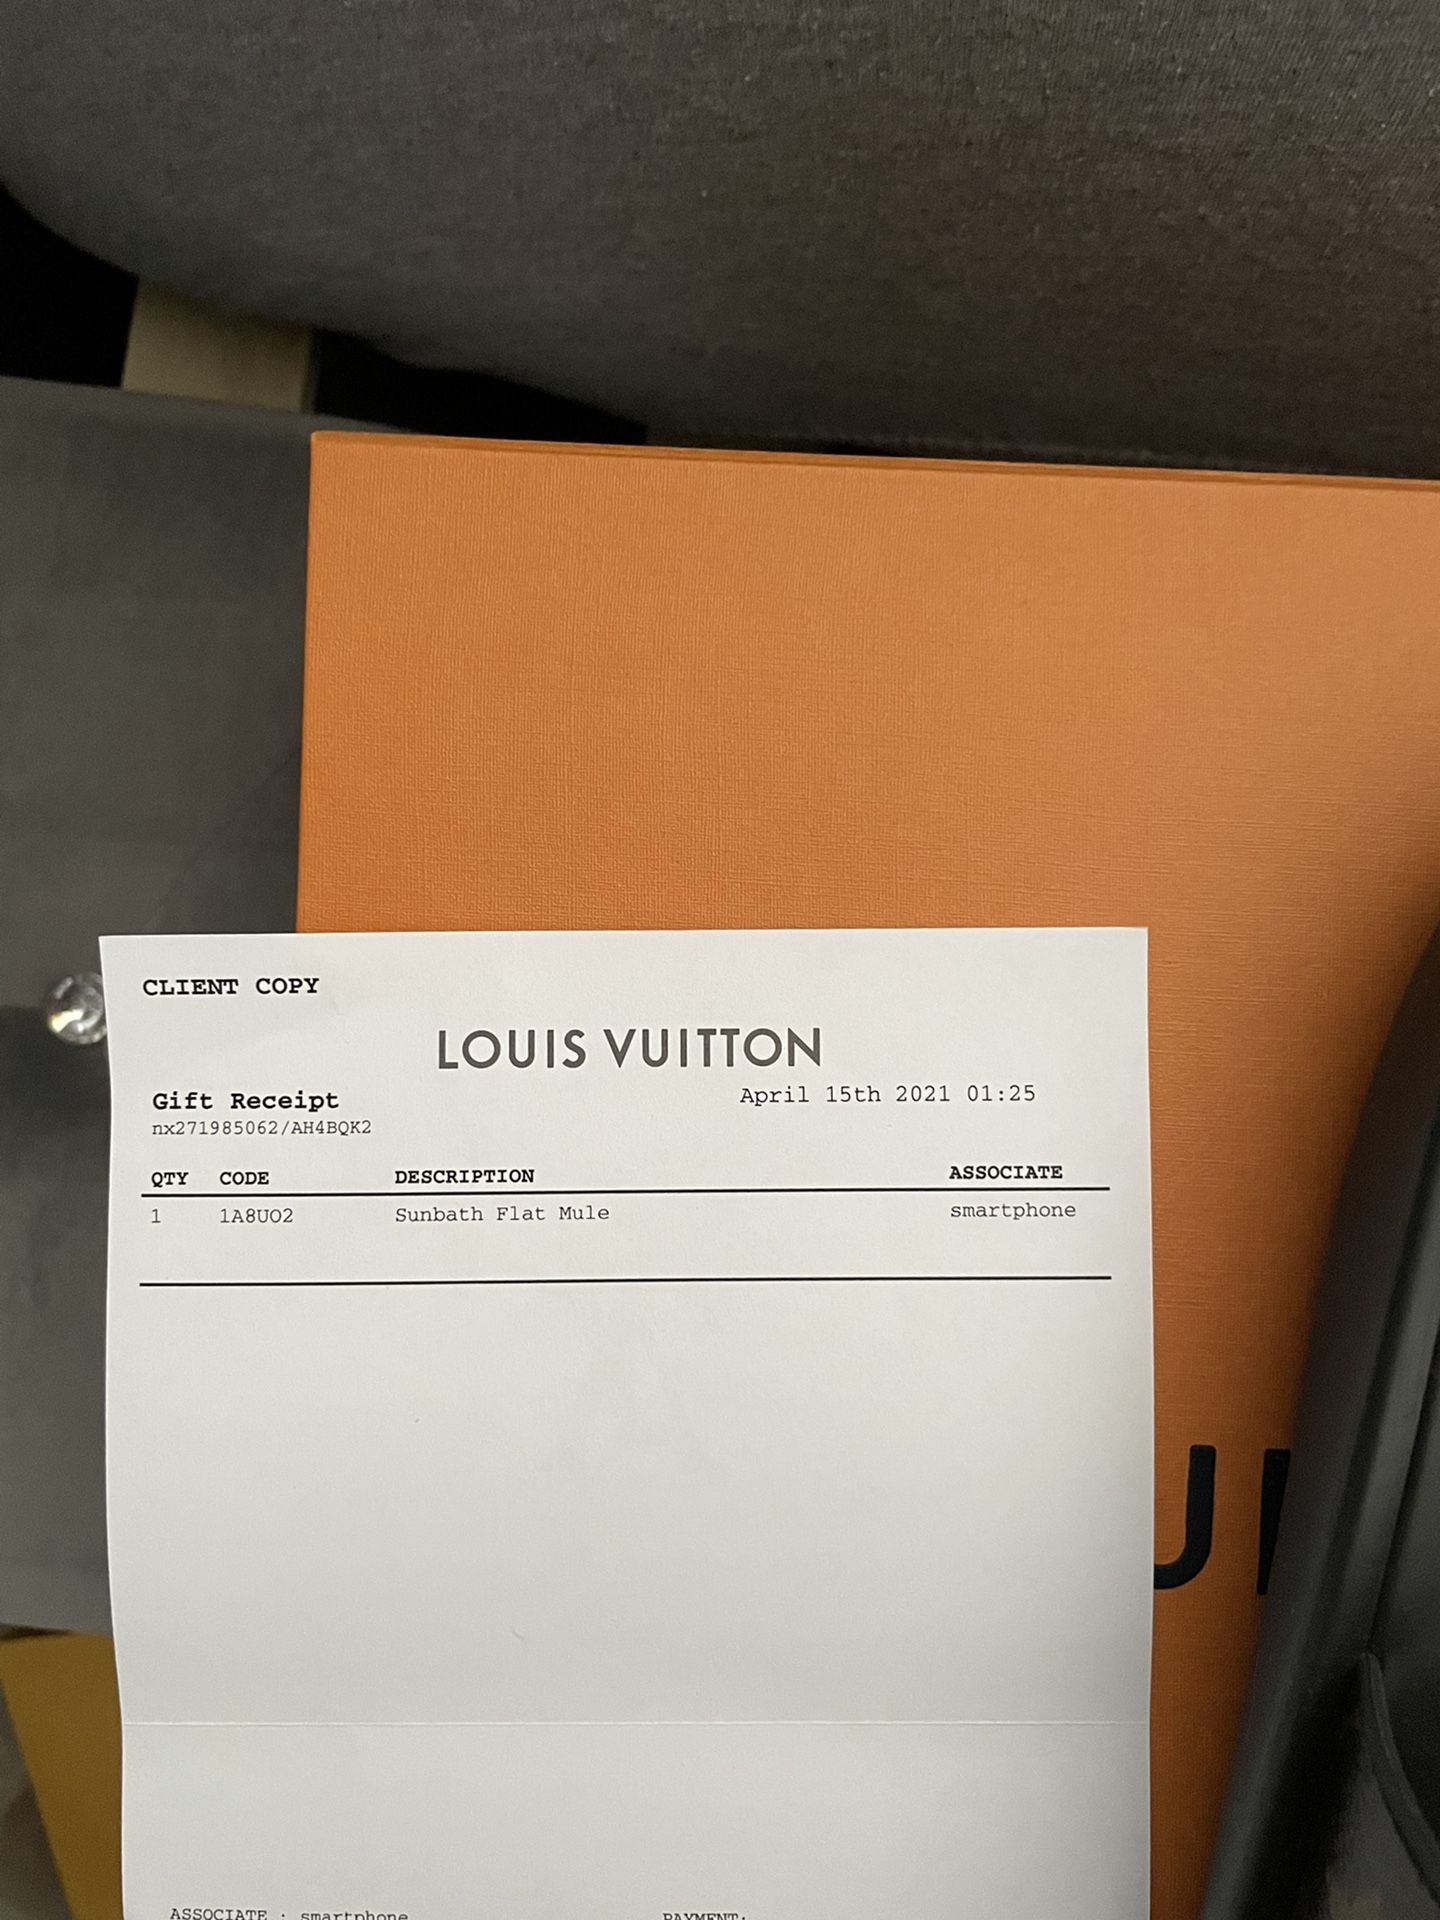 CLIENT COPY
LOUIS VUITTON
Gift Receipt April 15th 2021 01:25
nx271985062/AH4BQK2
QTY CODE DESCRIPTION ASSOCIATE
1 1A8UO2 Sunbath Flat Mule smartphone
ASSOCIATE : smartphone PAYMENT: